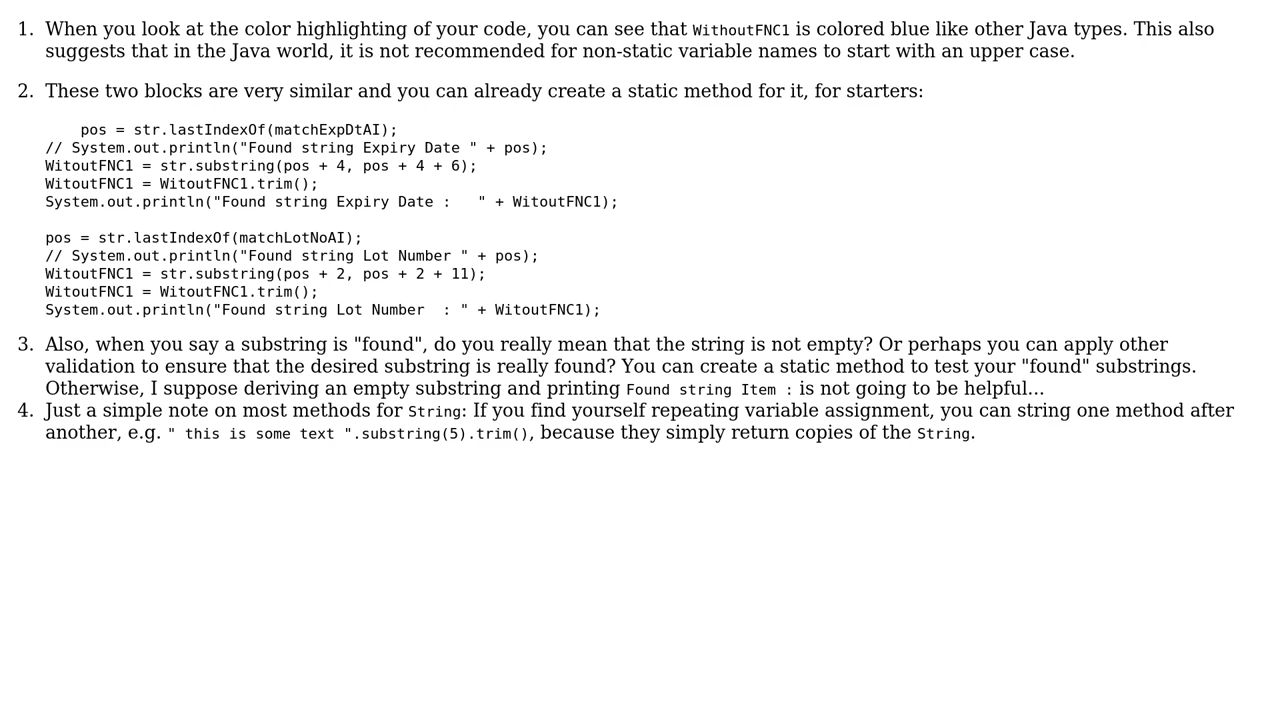 1. When you look at the color highlighting of your code, you can see that WithoutFNC1 is colored blue like other Java types. This also
suggests that in the Java world, it is not recommended for non-static variable names to start with an upper case.
2. These two blocks are very similar and you can already create a static method for it, for starters:
    pos = str.lastIndexOf(matchExpDtAI);
// System.out.println("Found string Expiry Date " + pos);
WitoutFNC1 = str.substring(pos + 4, pos + 4 + 6);
WitoutFNC1 = WitoutFNC1.trim();
System.out.println("Found string Expiry Date :   " + WitoutFNC1);
pos = str.lastIndexOf(matchLotNoAI);
// System.out.println("Found string Lot Number " + pos);
WitoutFNC1 = str.substring(pos + 2, pos + 2 + 11);
WitoutFNC1 = WitoutFNC1.trim();
System.out.println("Found string Lot Number  : " + WitoutFNC1);
3. Also, when you say a substring is "found", do you really mean that the string is not empty? Or perhaps you can apply other
validation to ensure that the desired substring is really found? You can create a static method to test your "found" substrings.
Otherwise, I suppose deriving an empty substring and printing Found string Item : is not going to be helpful...
4. Just a simple note on most methods for String: If you find yourself repeating variable assignment, you can string one method after
another, e.g. " this is some text ".substring(5).trim(), because they simply return copies of the String.